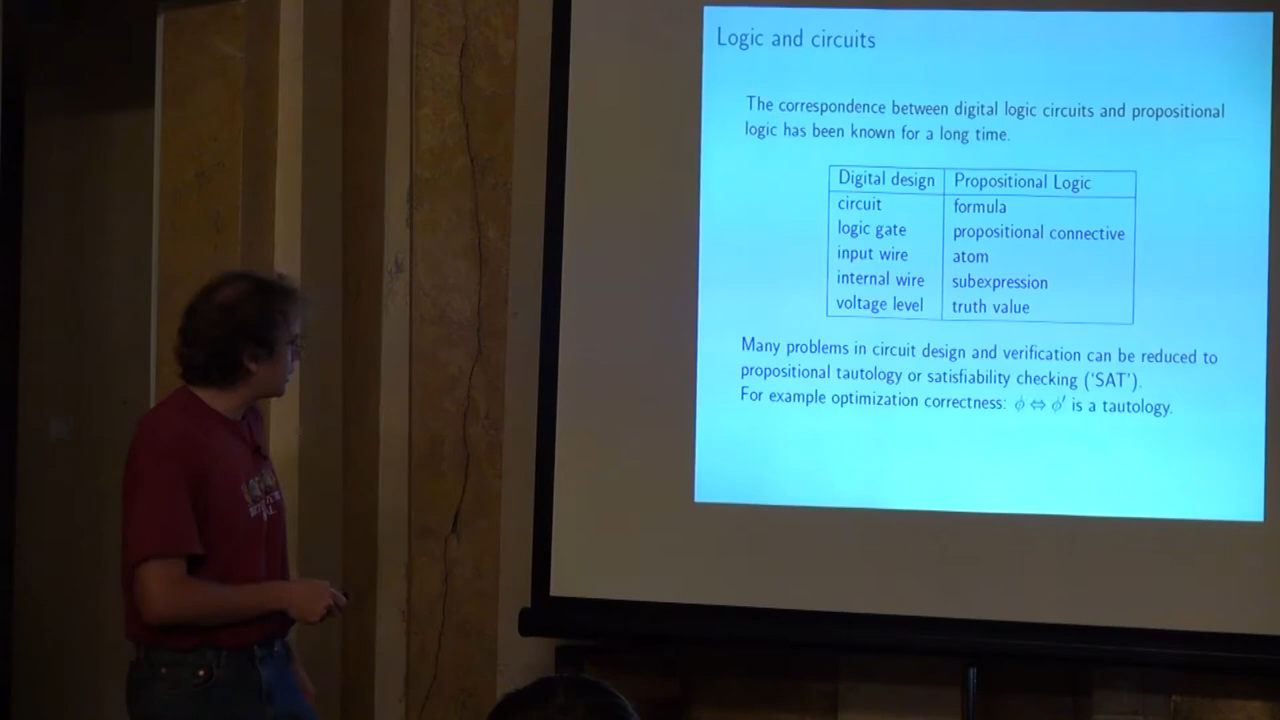 Logic and circuits
The correspondence between digital logic circuits and propositional
logic has been known for a long time.
Digital design Propositional Logic
circuit formula
logic gate propositional connective
input wire atom
internal wire subexpression
voltage level truth value
Many problems in circuit design and verification can be reduced to
propositional tautology or satisfiability checking (‘SAT’).
For example optimization correctness: ϕ ⇔ ϕ′ is a tautology.